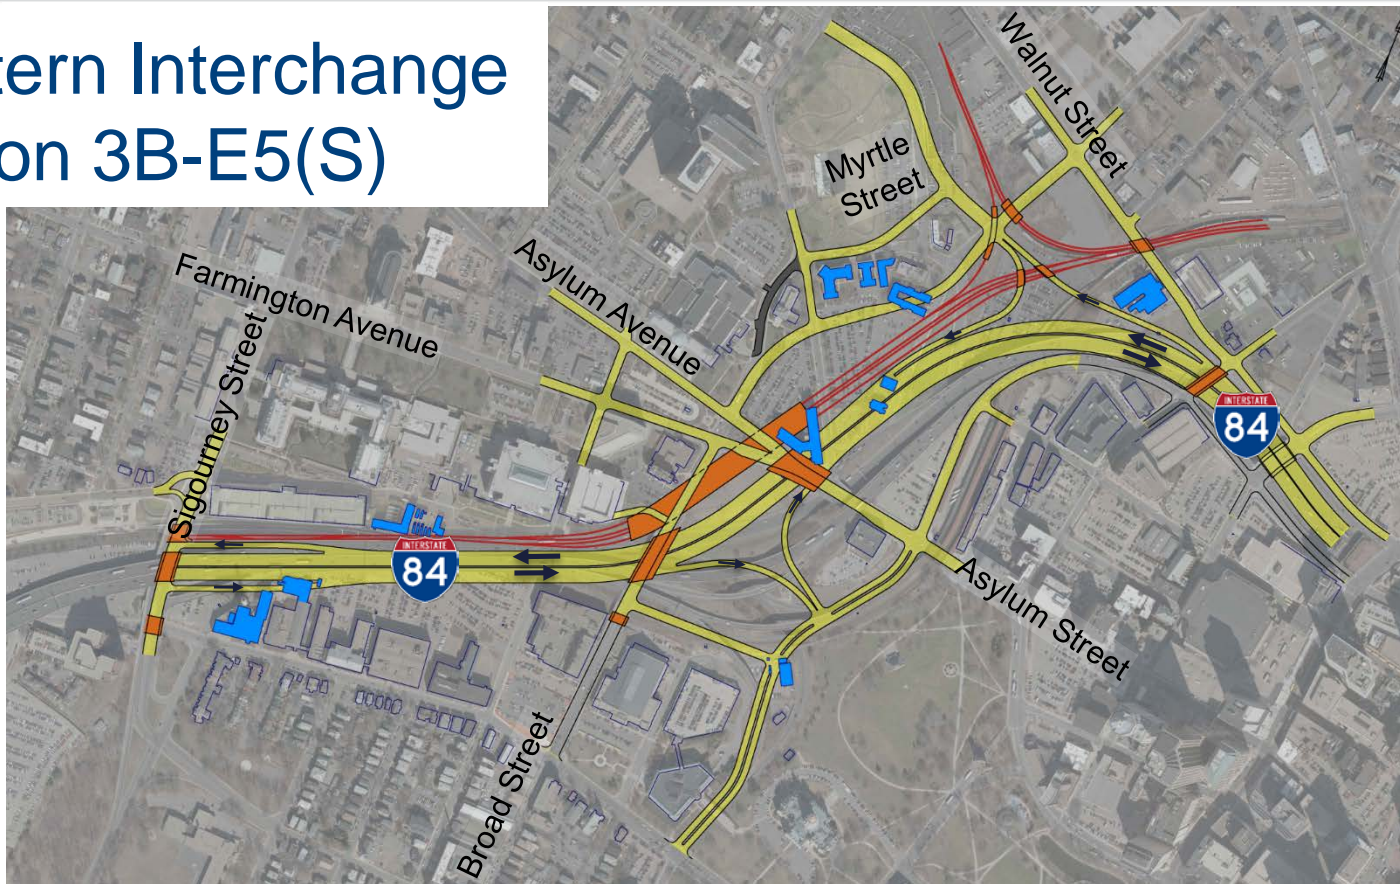 tern Interchange
on 3B-E5(S)
Walnut Street
Myrtle
Street
Asylum Avenue
Farmington Avenue
Sigourney Street
INTERSTATE
84
INTERSTATE
84
Asylum Street
Broad Street